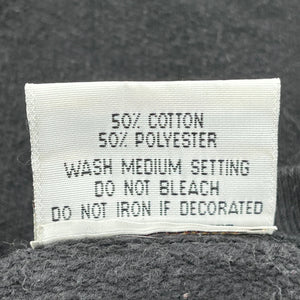 50% COTTON
50% POLYESTER
WASH MEDIUM SETTING
DO NOT BLEACH
DO NOT IRON IF DECORATED